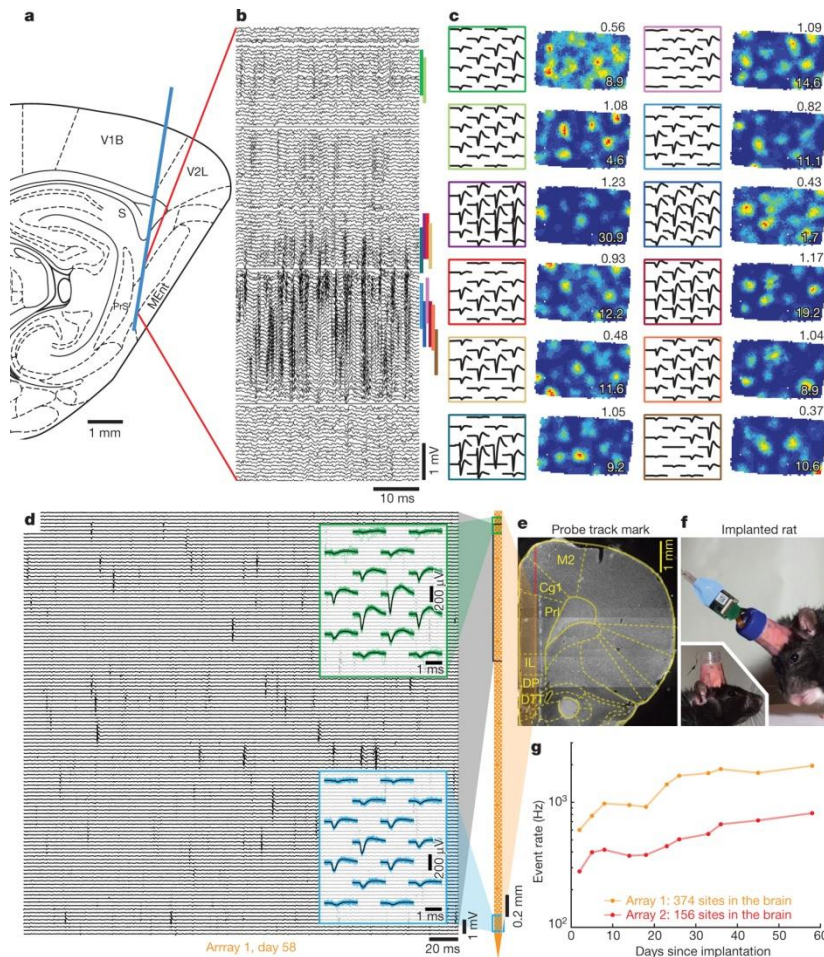 a
b
c
V1B
V2L
S
PrS
MEnt
1 mm
1 mV
10 ms
0.56
8.9
1.09
14.6
1.08
4.6
0.82
11.1
1.23
30.9
0.43
1.7
0.93
12.2
1.17
19.2
0.48
11.6
1.04
8.9
1.05
9.2
0.37
10.6
d
200 µV
1 ms
200 µV
1 ms
Arrray 1, day 58
20 ms
1 mV
0.2 mm
e Probe track mark
M2
Cg1
Prl
IL
DP
DTT
1 mm
f Implanted rat
g
Event rate (Hz)
10³
10²
Array 1: 374 sites in the brain
Array 2: 156 sites in the brain
0 20 40 60
Days since implantation